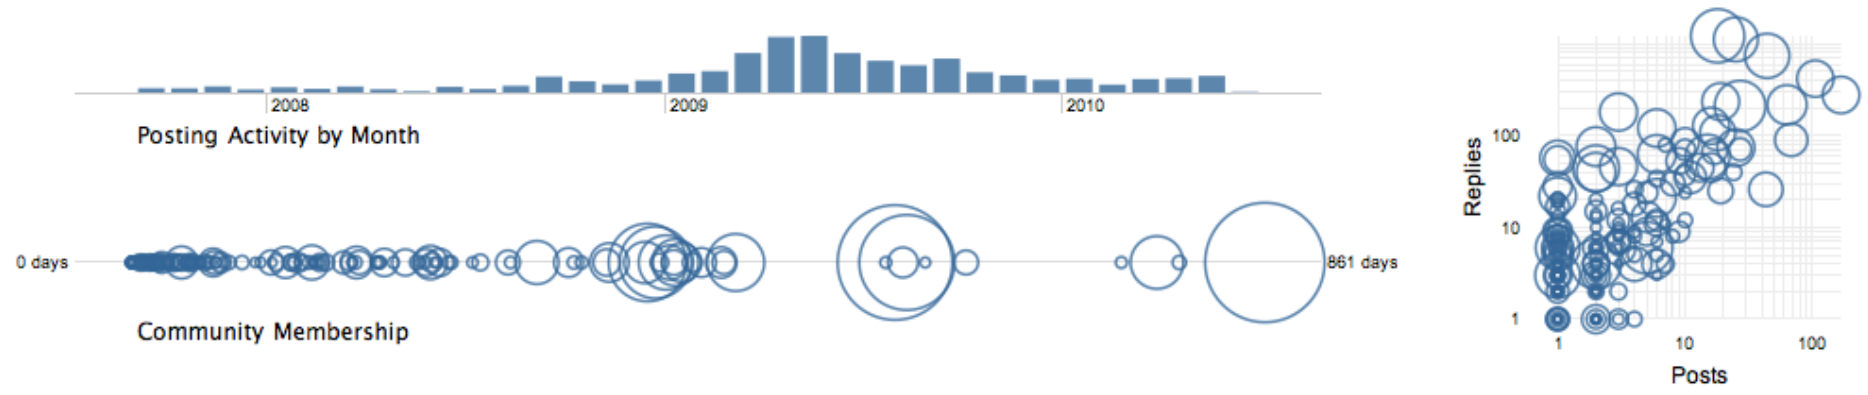 2008 2009 2010
Posting Activity by Month
0 days 861 days
Community Membership
Replies
100
10
1
1 10 100
Posts